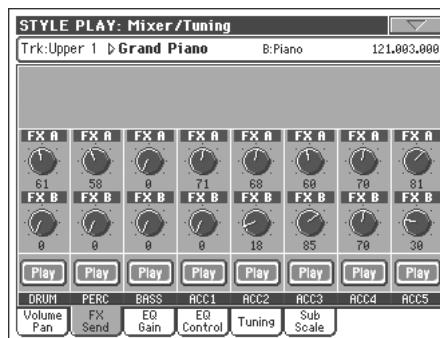 STYLE PLAY: Mixer/Tuning
Trk:Upper 1 Grand Piano B:Piano 121.003.000
FX A FX A FX A FX A FX A FX A FX A FX A
61 58 0 71 68 60 70 81
FX B FX B FX B FX B FX B FX B FX B FX B
0 0 0 0 18 85 70 30
Play Play Play Play Play Play Play Play
DRUM PERC BASS ACC1 ACC2 ACC3 ACC4 ACC5
Volume Pan FX Send EQ Gain EQ Control Tuning Sub Scale